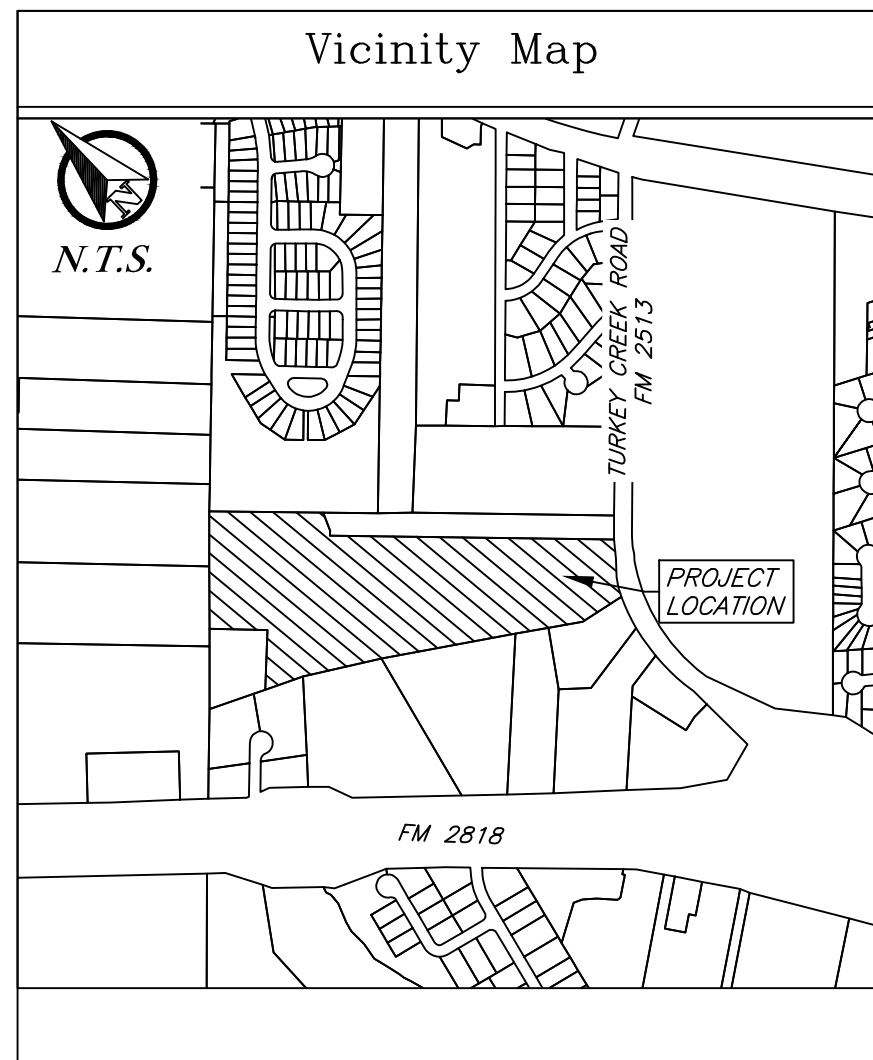 Vicinity Map
N
N.T.S.
TURKEY CREEK ROAD
FM 2513
PROJECT
LOCATION
FM 2818